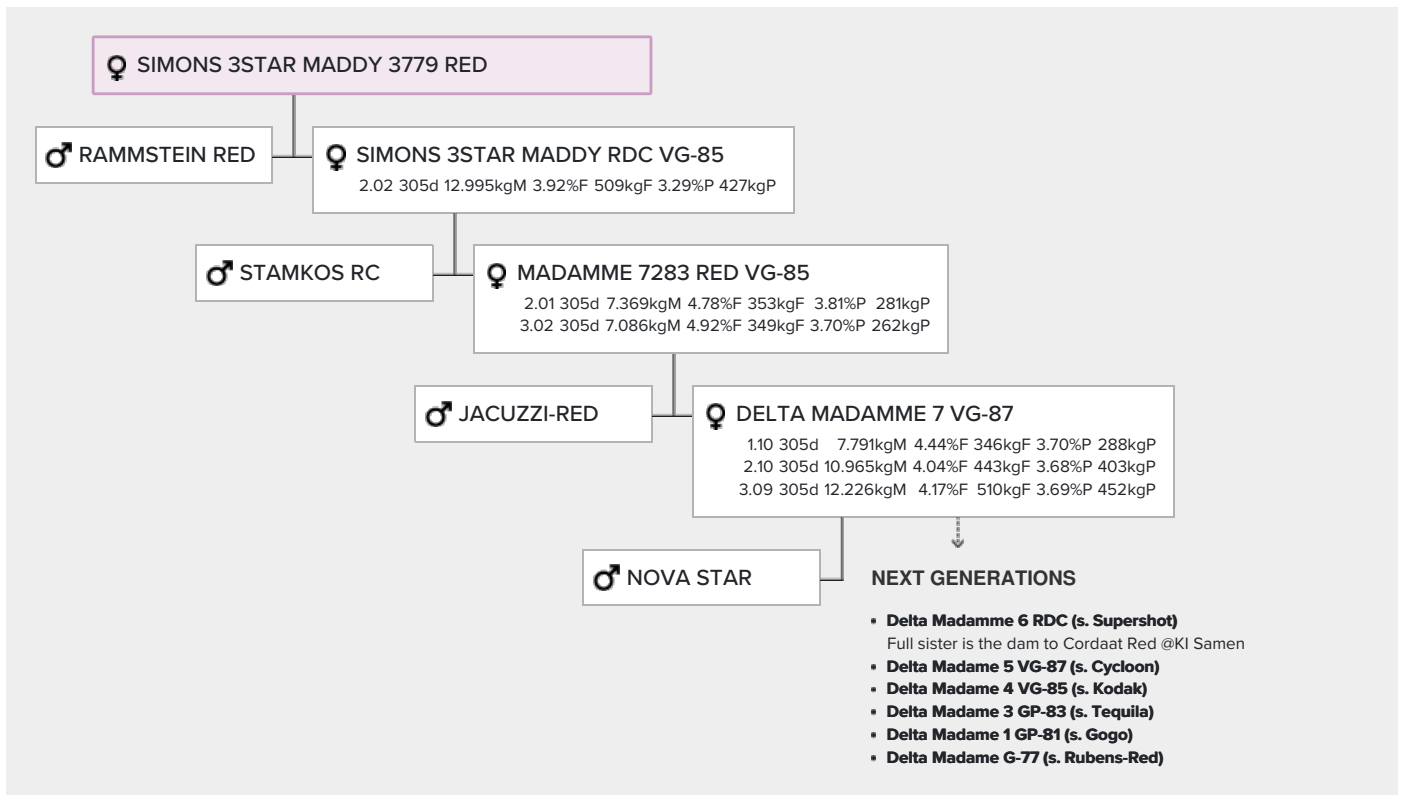 SIMONS 3STAR MADDY 3779 RED
RAMMSTEIN RED
SIMONS 3STAR MADDY RDC VG-85
2.02 305d 12.995kgM 3.92%F 509kgF 3.29%P 427kgP
STAMKOS RC
MADAMME 7283 RED VG-85
2.01 305d 7.369kgM 4.78%F 353kgF 3.81%P 281kgP
3.02 305d 7.086kgM 4.92%F 349kgF 3.70%P 262kgP
JACUZZI-RED
DELTA MADAMME 7 VG-87
1.10 305d 7.791kgM 4.44%F 346kgF 3.70%P 288kgP
2.10 305d 10.965kgM 4.04%F 443kgF 3.68%P 403kgP
3.09 305d 12.226kgM 4.17%F 510kgF 3.69%P 452kgP
NOVA STAR
NEXT GENERATIONS
• Delta Madamme 6 RDC (s. Supershot)
Full sister is the dam to Cordaat Red @KI Samen
• Delta Madame 5 VG-87 (s. Cycloon)
• Delta Madame 4 VG-85 (s. Kodak)
• Delta Madame 3 GP-83 (s. Tequila)
• Delta Madame 1 GP-81 (s. Gogo)
• Delta Madame G-77 (s. Rubens-Red)